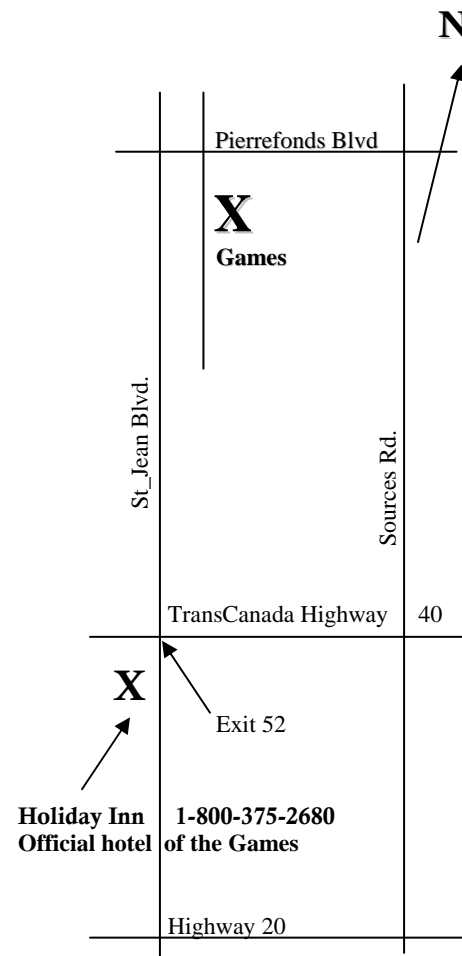 N
Pierrefonds Blvd
X
Games
St_Jean Blvd.
Sources Rd.
TransCanada Highway 40
X
Exit 52
Holiday Inn 1-800-375-2680
Official hotel of the Games
Highway 20